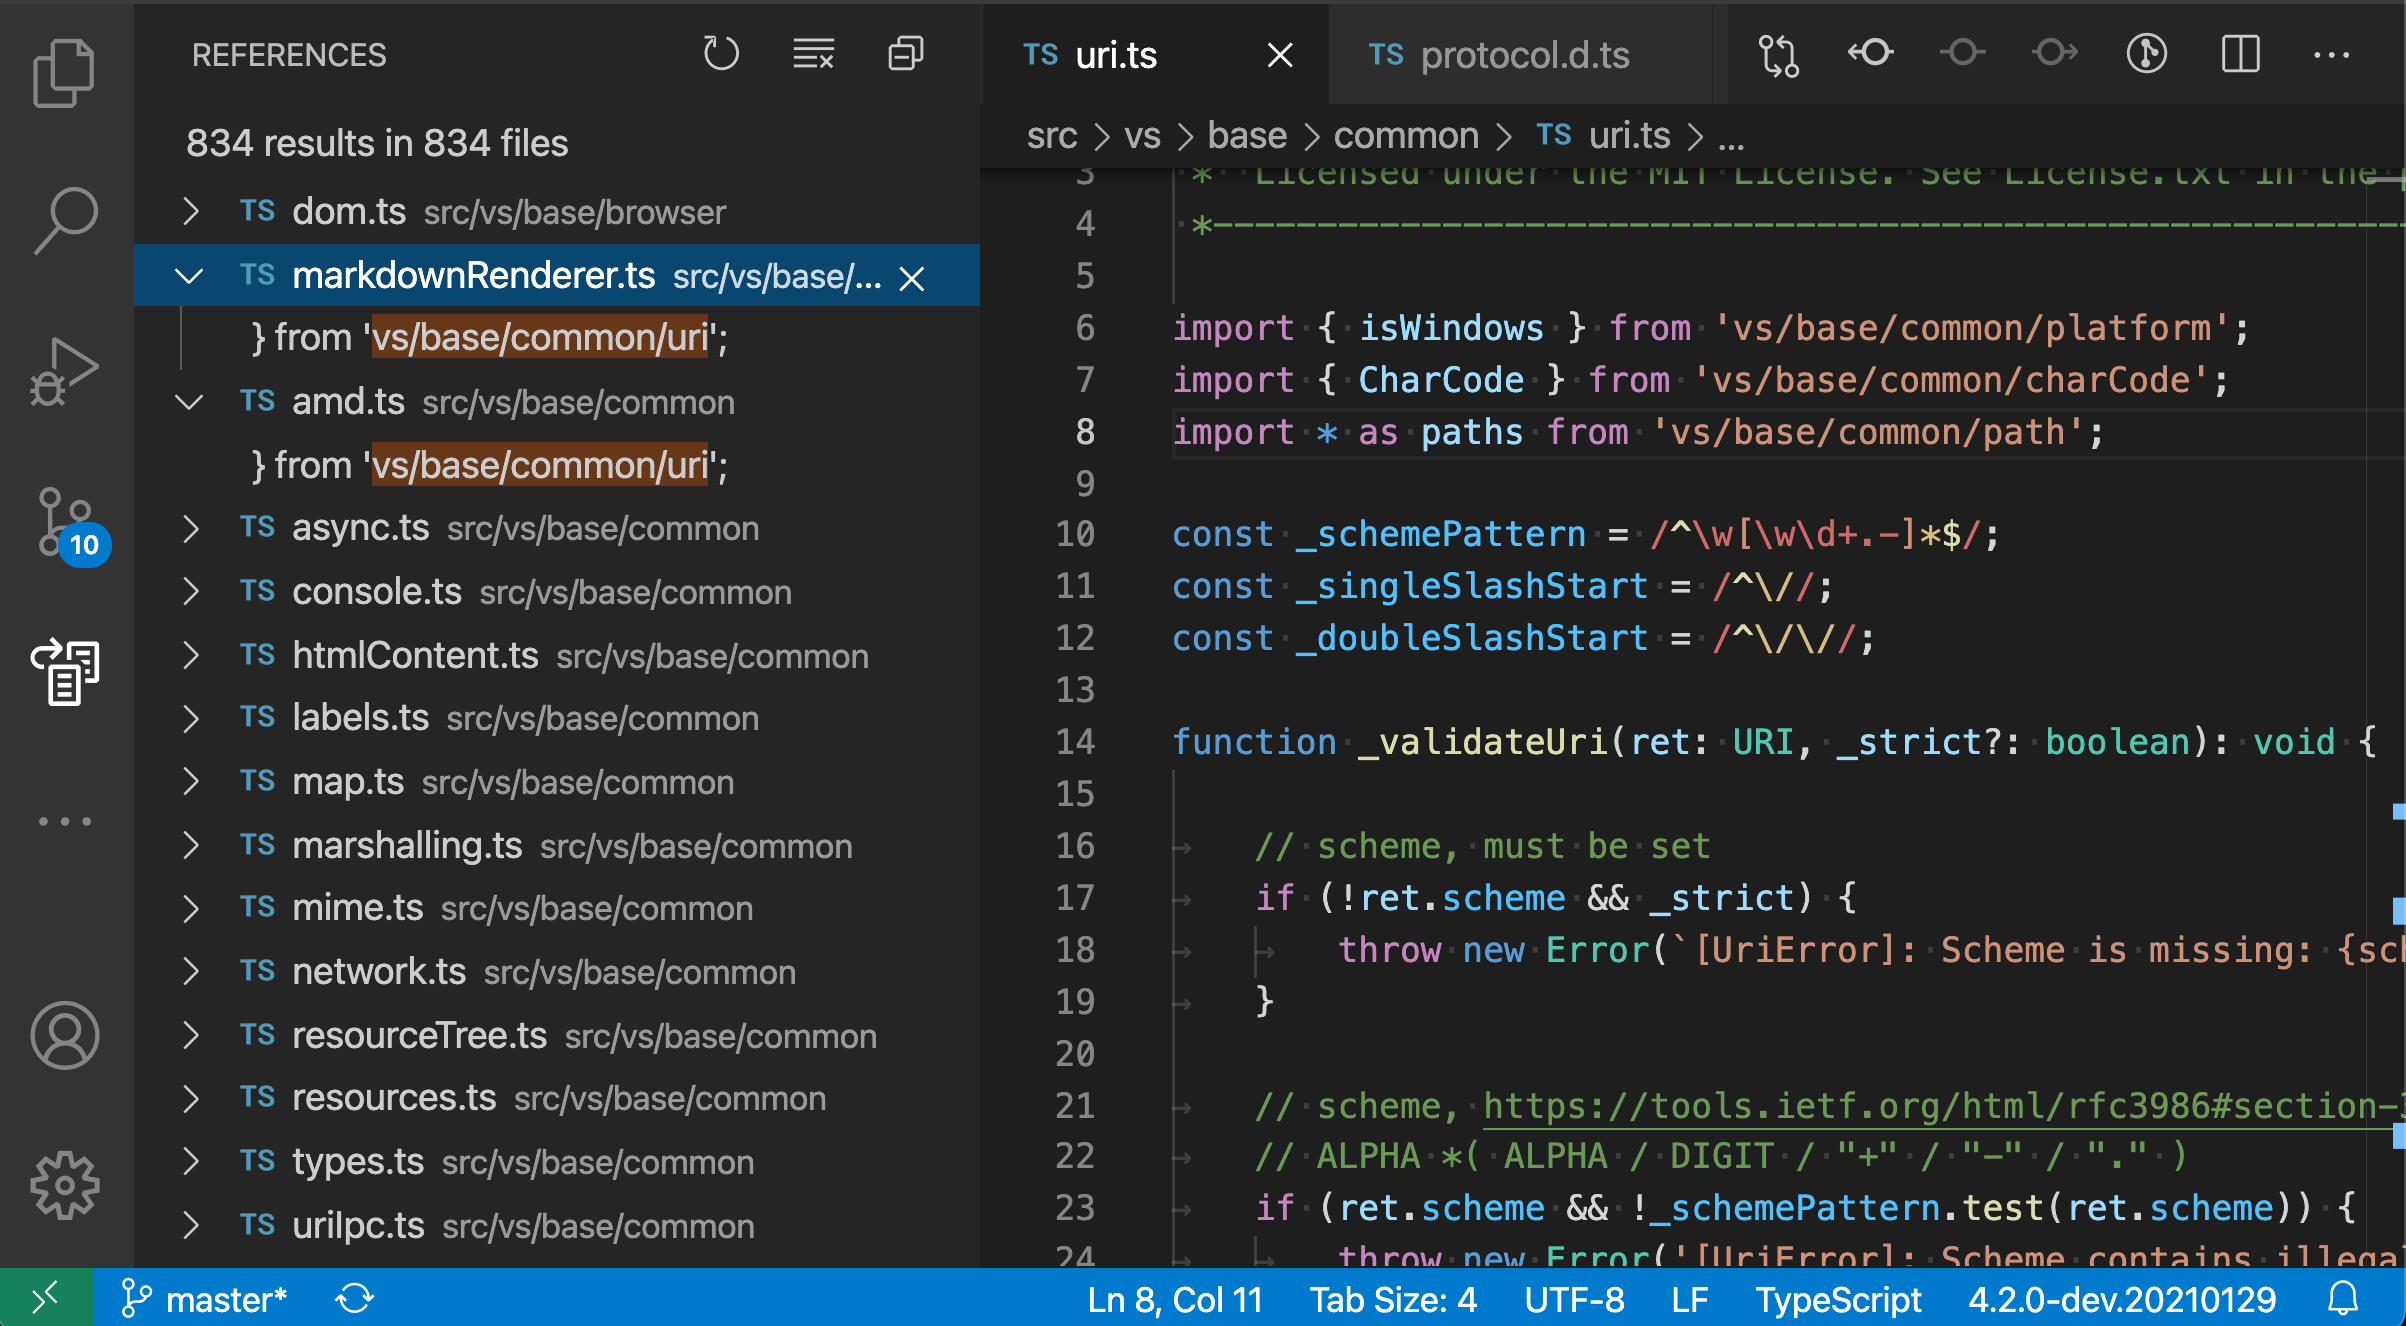 REFERENCES
834 results in 834 files
TS dom.ts src/vs/base/browser
TS markdownRenderer.ts src/vs/base/...
} from 'vs/base/common/uri';
TS amd.ts src/vs/base/common
} from 'vs/base/common/uri';
TS async.ts src/vs/base/common
TS console.ts src/vs/base/common
TS htmlContent.ts src/vs/base/common
TS labels.ts src/vs/base/common
TS map.ts src/vs/base/common
TS marshalling.ts src/vs/base/common
TS mime.ts src/vs/base/common
TS network.ts src/vs/base/common
TS resourceTree.ts src/vs/base/common
TS resources.ts src/vs/base/common
TS types.ts src/vs/base/common
TS uriIpc.ts src/vs/base/common
10
TS uri.ts
TS protocol.d.ts
src > vs > base > common > TS uri.ts > ...
3 * Licensed under the MIT License. See License.txt in the
4 *---------------------------------------------------------
5
6 import { isWindows } from 'vs/base/common/platform';
7 import { CharCode } from 'vs/base/common/charCode';
8 import * as paths from 'vs/base/common/path';
9
10 const _schemePattern = /^\w[\w\d+.-]*$/;
11 const _singleSlashStart = /^\//;
12 const _doubleSlashStart = /^\/\//;
13
14 function _validateUri(ret: URI, _strict?: boolean): void {
15
16 // scheme, must be set
17 if (!ret.scheme && _strict) {
18 throw new Error(`[UriError]: Scheme is missing: {sch
19 }
20
21 // scheme, https://tools.ietf.org/html/rfc3986#section-3
22 // ALPHA *( ALPHA / DIGIT / "+" / "-" / "." )
23 if (ret.scheme && !_schemePattern.test(ret.scheme)) {
24 throw new Error('[UriError]: Scheme contains illega
master*
Ln 8, Col 11
Tab Size: 4
UTF-8
LF
TypeScript
4.2.0-dev.20210129